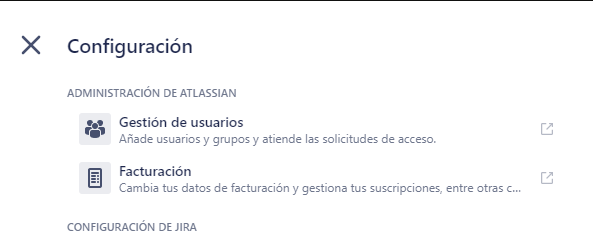 Configuración
ADMINISTRACIÓN DE ATLASSIAN
Gestión de usuarios
Añade usuarios y grupos y atiende las solicitudes de acceso.
Facturación
Cambia tus datos de facturación y gestiona tus suscripciones, entre otras c...
CONFIGURACIÓN DE JIRA